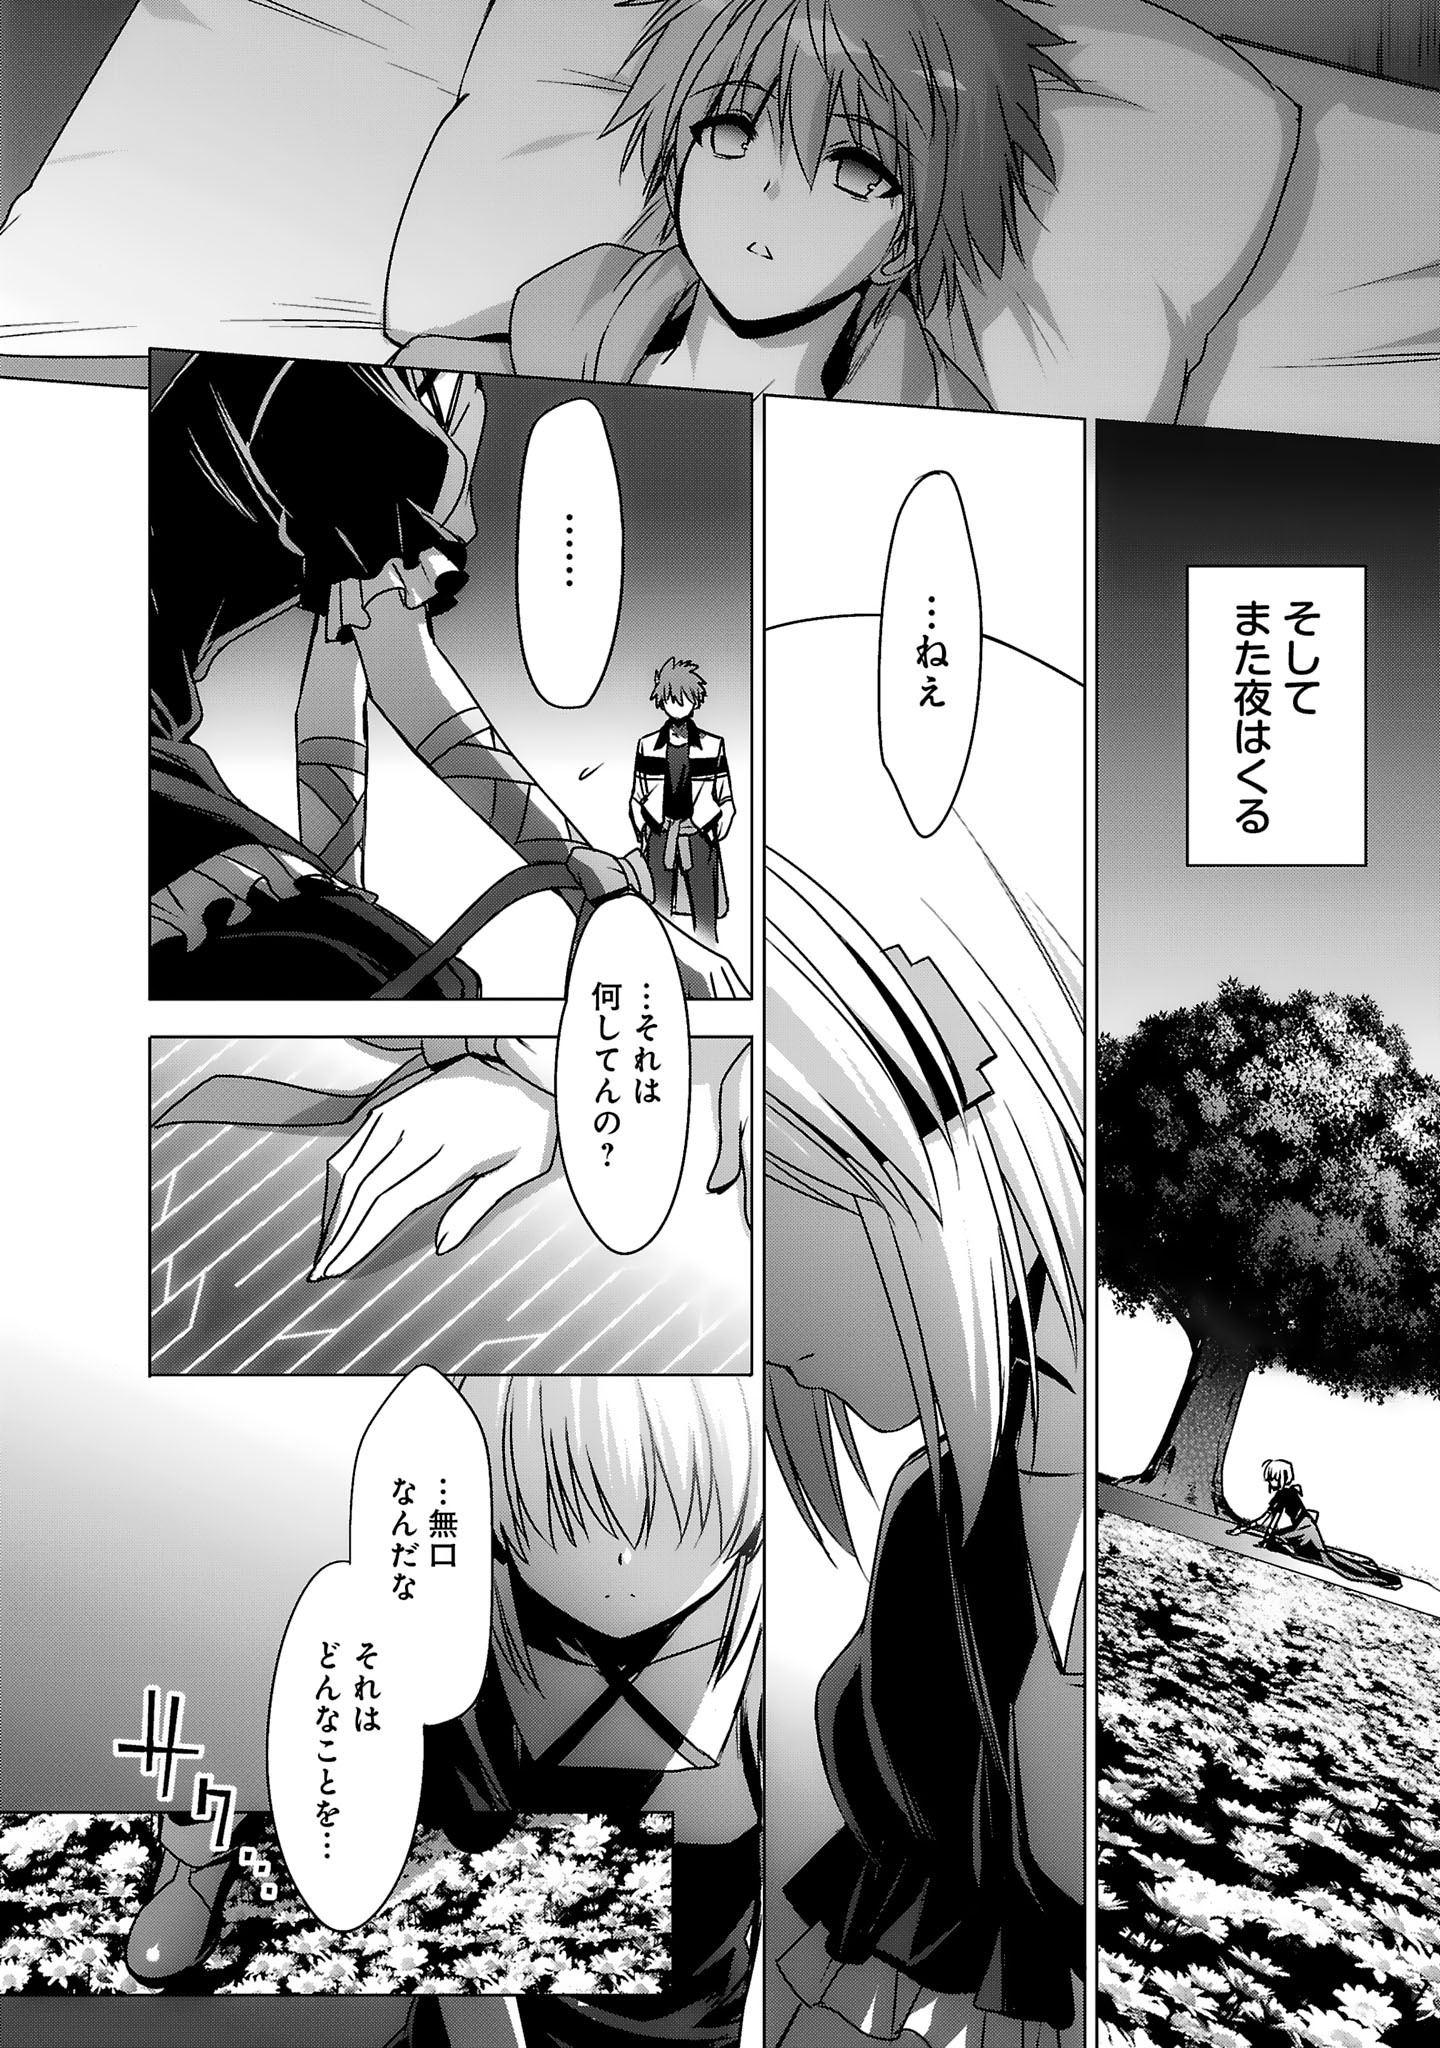 そして
また夜はくる
…ねえ
………
…それは
何してんの?
…無口
なんだな
それは
どんなことを…
サク…